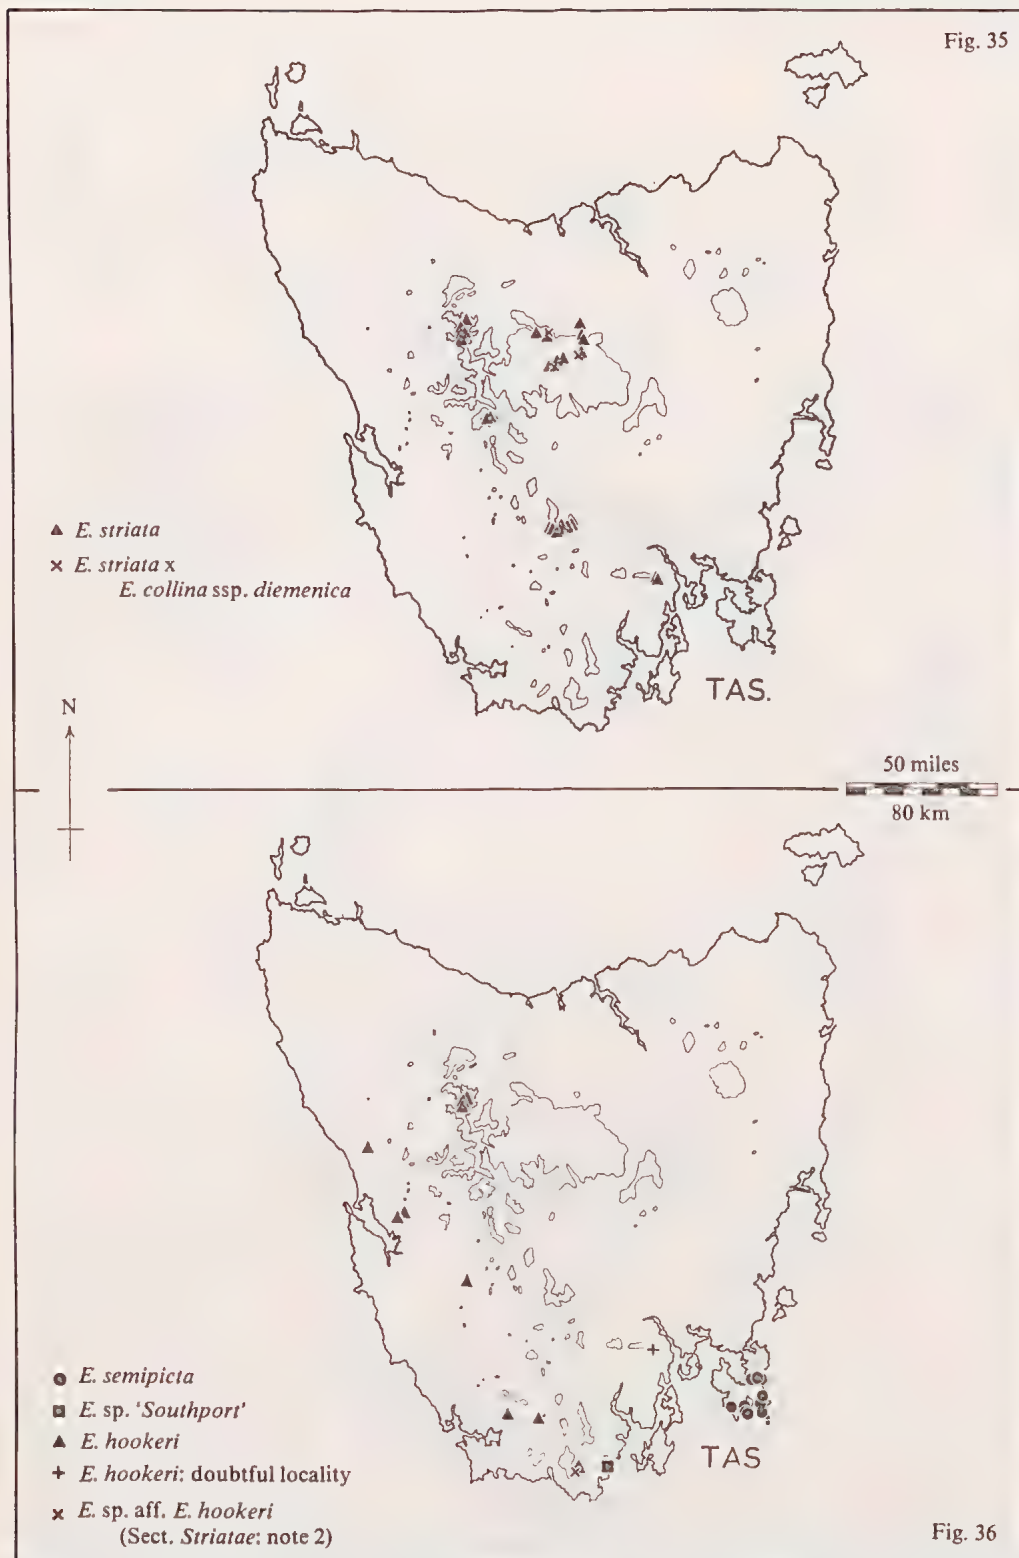 Fig. 35
E. striata
E. striata x
E. collina ssp. diemenica
TAS.
N
50 miles
80 km
E. semipicta
E. sp. 'Southport'
E. hookeri
E. hookeri: doubtful locality
E. sp. aff. E. hookeri
(Sect. Striatae: note 2)
TAS
Fig. 36